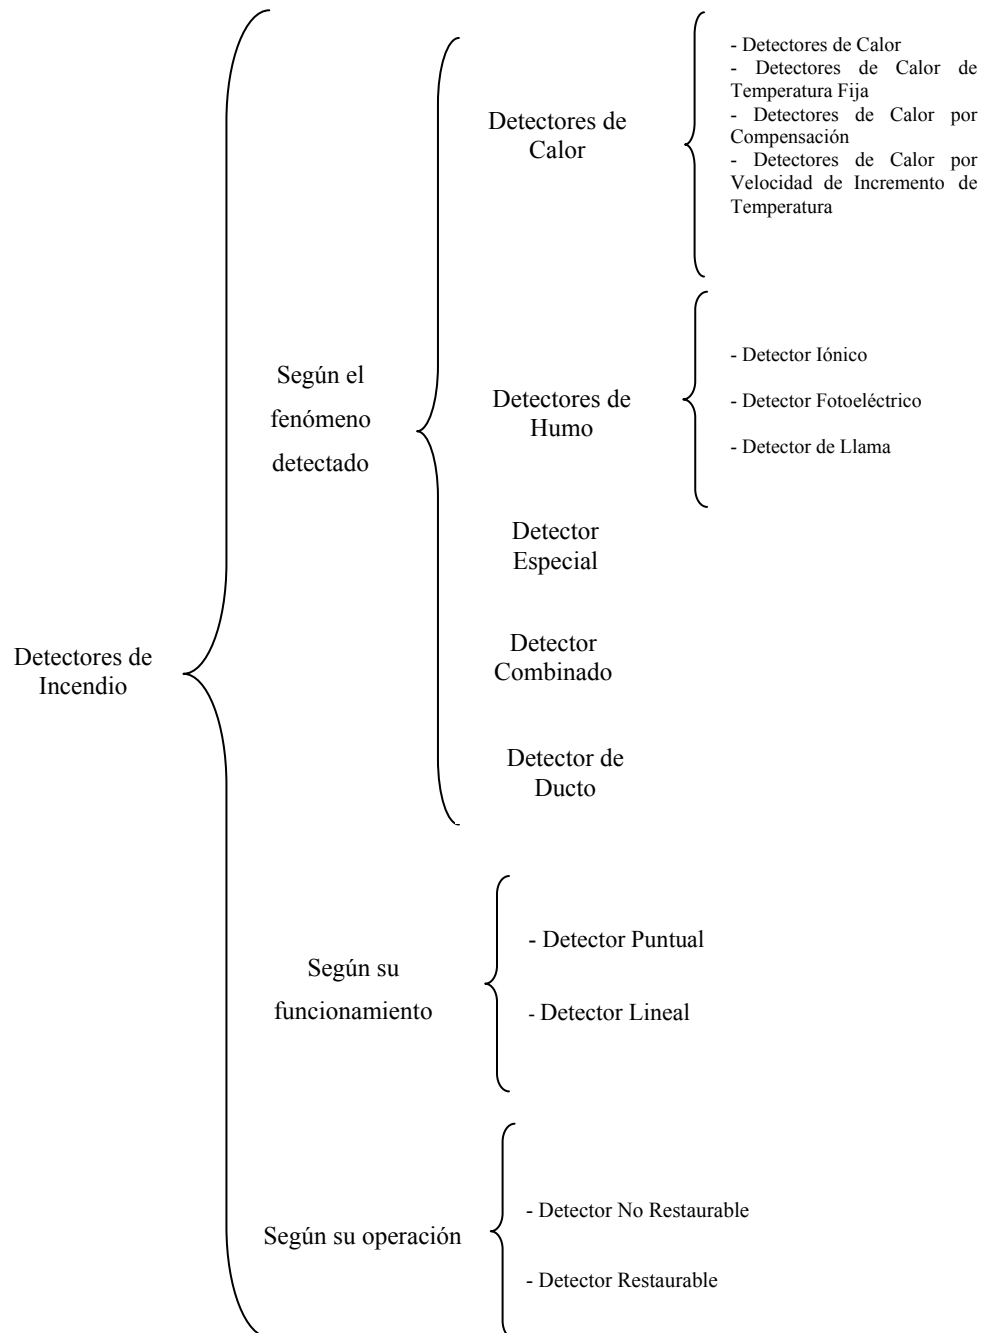 - Detectores de Calor
- Detectores de Calor de
Temperatura Fija
- Detectores de Calor por
Compensación
- Detectores de Calor por
Velocidad de Incremento de
Temperatura
Detectores de
Calor
- Detector Iónico
- Detector Fotoeléctrico
- Detector de Llama
Detectores de
Humo
Según el
fenómeno
detectado
Detector
Especial
Detector
Combinado
Detector de
Ducto
Detectores de
Incendio
Según su
funcionamiento
- Detector Puntual
- Detector Lineal
Según su operación
- Detector No Restaurable
- Detector Restaurable